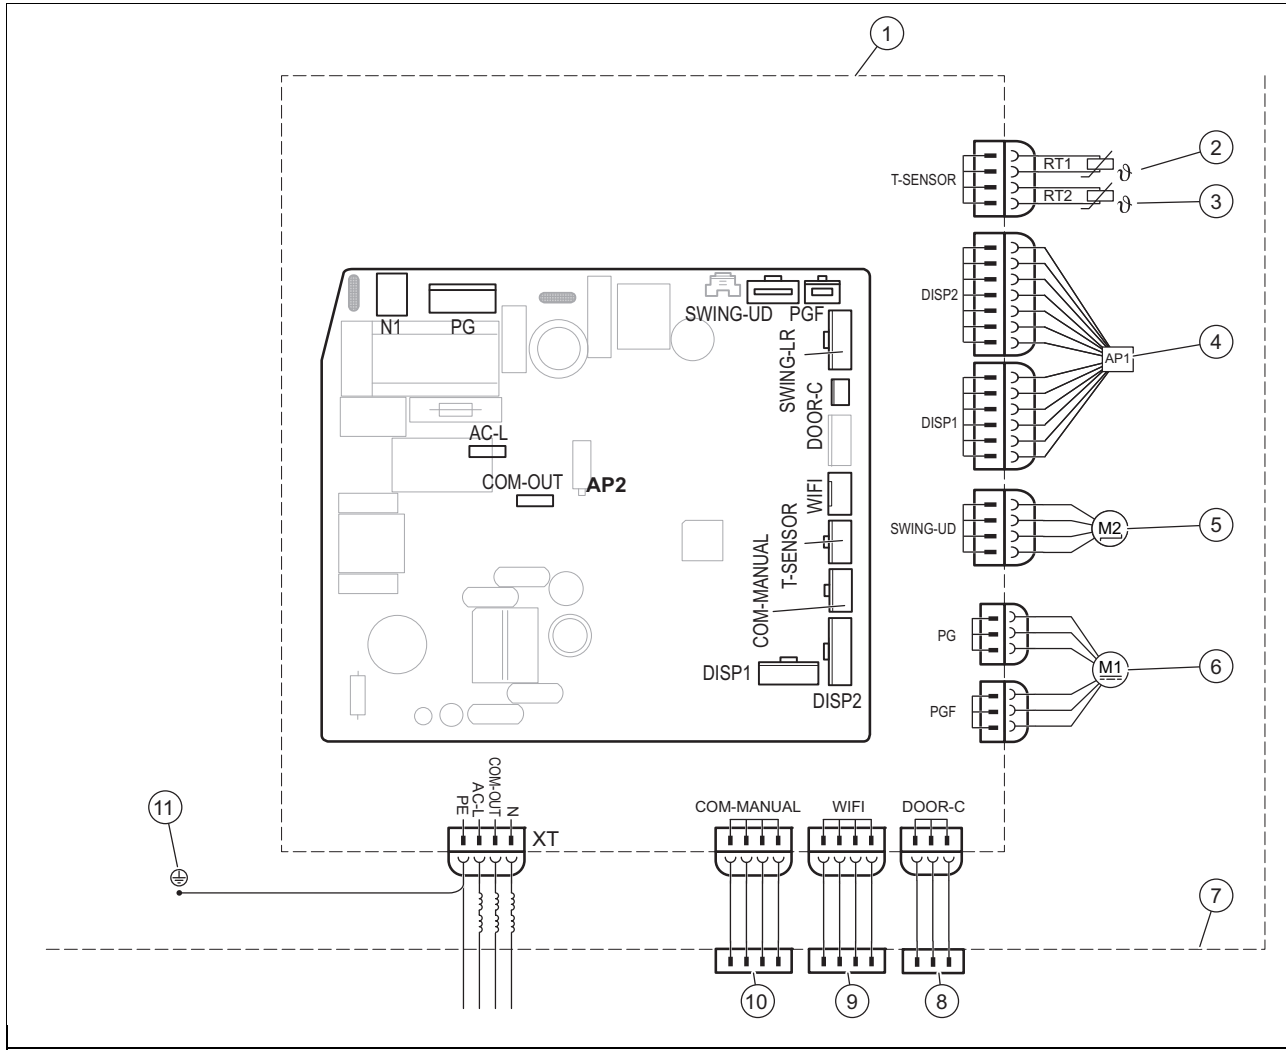 1
T-SENSOR
RT1
ϑ
2
RT2
ϑ
3
DISP2
AP1
4
DISP1
SWING-UD
M2
5
PG
M1
6
PGF
N1
PG
SWING-UD
PGF
SWING-LR
DOOR-C
AC-L
COM-OUT
AP2
WIFI
T-SENSOR
COM-MANUAL
DISP1
DISP2
11
PE
AC-L
COM-OUT
N
XT
COM-MANUAL
WIFI
DOOR-C
7
10
9
8